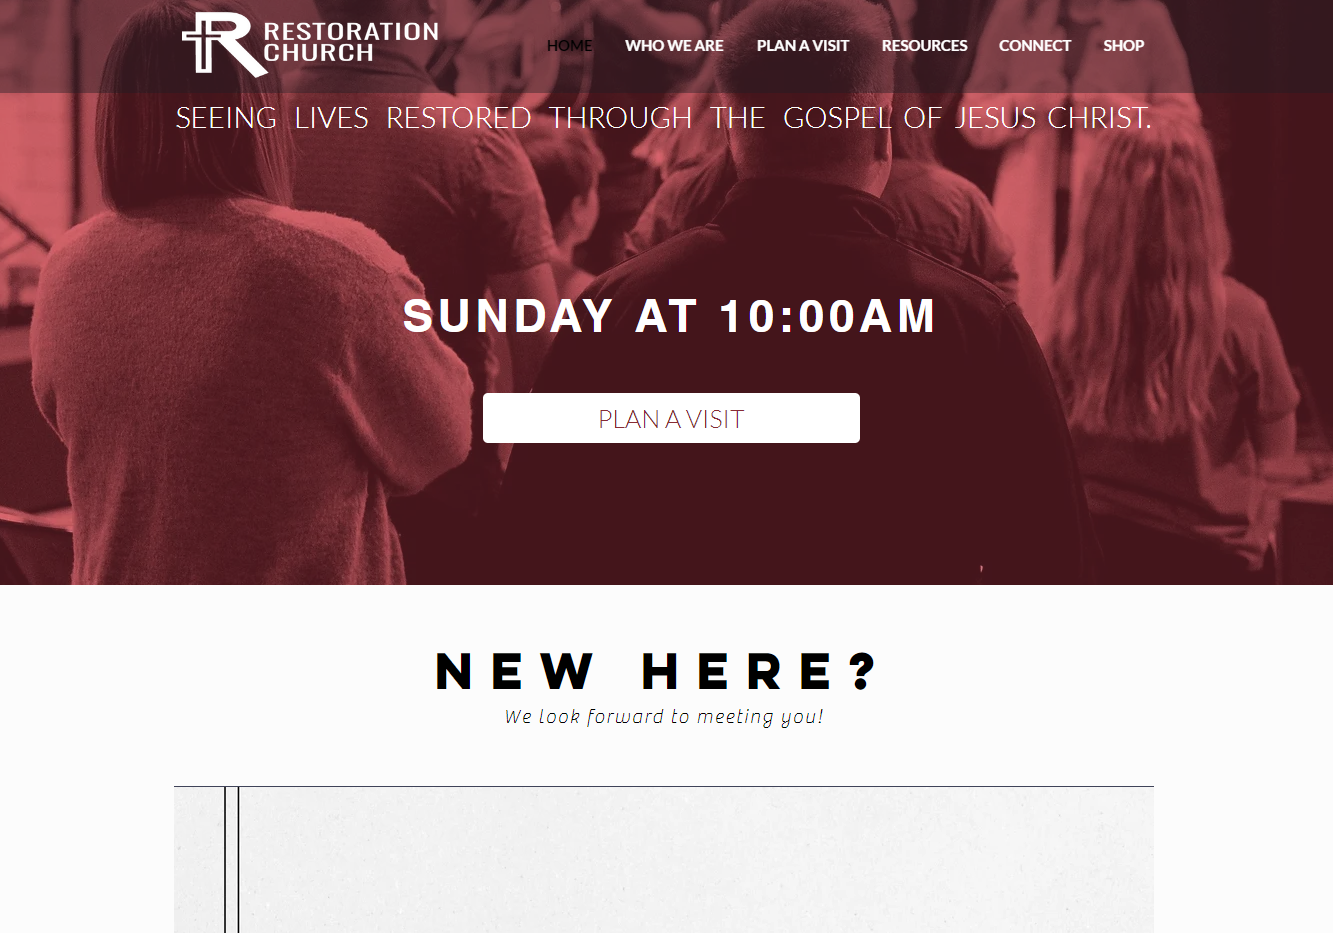 RESTORATION
CHURCH
HOME WHO WE ARE PLAN A VISIT RESOURCES CONNECT SHOP
SEEING LIVES RESTORED THROUGH THE GOSPEL OF JESUS CHRIST.
SUNDAY AT 10:00AM
PLAN A VISIT
NEW HERE?
We look forward to meeting you!